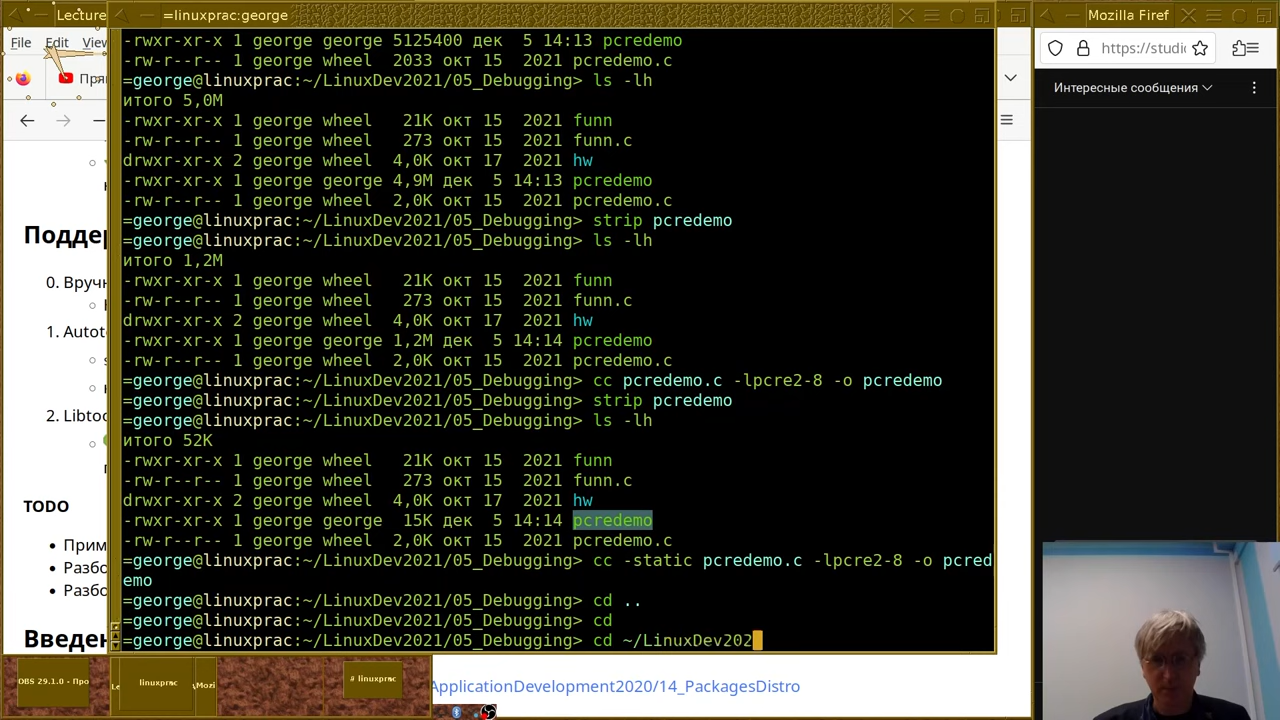 Lecture
=linuxprac:george
Mozilla Firef
File Edit View
https://studi
Прян
Интересные сообщения
Поддер
0. Вручн
1. Autot
2. Libtoo
TODO
Прим
Разбо
Разбо
Введен
-rwxr-xr-x 1 george george 5125400 дек  5 14:13 pcredemo
-rw-r--r-- 1 george wheel    2033 окт 15  2021 pcredemo.c
=george@linuxprac:~/LinuxDev2021/05_Debugging> ls -lh
итого 5,0M
-rwxr-xr-x 1 george wheel   21K окт 15  2021 funn
-rw-r--r-- 1 george wheel   273 окт 15  2021 funn.c
drwxr-xr-x 2 george wheel  4,0K окт 17  2021 hw
-rwxr-xr-x 1 george george 4,9M дек  5 14:13 pcredemo
-rw-r--r-- 1 george wheel  2,0K окт 15  2021 pcredemo.c
=george@linuxprac:~/LinuxDev2021/05_Debugging> strip pcredemo
=george@linuxprac:~/LinuxDev2021/05_Debugging> ls -lh
итого 1,2M
-rwxr-xr-x 1 george wheel   21K окт 15  2021 funn
-rw-r--r-- 1 george wheel   273 окт 15  2021 funn.c
drwxr-xr-x 2 george wheel  4,0K окт 17  2021 hw
-rwxr-xr-x 1 george george 1,2M дек  5 14:14 pcredemo
-rw-r--r-- 1 george wheel  2,0K окт 15  2021 pcredemo.c
=george@linuxprac:~/LinuxDev2021/05_Debugging> cc pcredemo.c -lpcre2-8 -o pcredemo
=george@linuxprac:~/LinuxDev2021/05_Debugging> strip pcredemo
=george@linuxprac:~/LinuxDev2021/05_Debugging> ls -lh
итого 52K
-rwxr-xr-x 1 george wheel   21K окт 15  2021 funn
-rw-r--r-- 1 george wheel   273 окт 15  2021 funn.c
drwxr-xr-x 2 george wheel  4,0K окт 17  2021 hw
-rwxr-xr-x 1 george george  15K дек  5 14:14 pcredemo
-rw-r--r-- 1 george wheel  2,0K окт 15  2021 pcredemo.c
=george@linuxprac:~/LinuxDev2021/05_Debugging> cc -static pcredemo.c -lpcre2-8 -o pcred
emo
=george@linuxprac:~/LinuxDev2021/05_Debugging> cd ..
=george@linuxprac:~/LinuxDev2021/05_Debugging> cd
=george@linuxprac:~/LinuxDev2021/05_Debugging> cd ~/LinuxDev202
OBS 29.1.0 - Про
linuxprac
Mozi
# linuxprac
ApplicationDevelopment2020/14_PackagesDistro